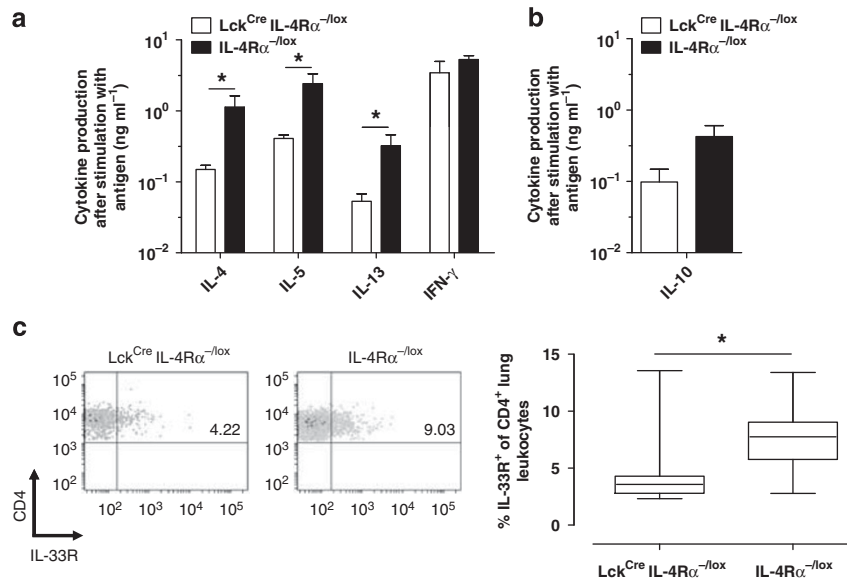 a
Lck^Cre IL-4Rα^−/lox
IL-4Rα^−/lox
Cytokine production
after stimulation with
antigen (ng ml^−1)
10^1
10^0
10^−1
10^−2
*
*
*
IL-4
IL-5
IL-13
IFN-γ
b
Lck^Cre IL-4Rα^−/lox
IL-4Rα^−/lox
Cytokine production
after stimulation with
antigen (ng ml^−1)
10^1
10^0
10^−1
10^−2
IL-10
c
Lck^Cre IL-4Rα^−/lox
10^5
10^4
10^3
10^2
4.22
10^2 10^3 10^4 10^5
IL-4Rα^−/lox
10^5
10^4
10^3
10^2
9.03
10^2 10^3 10^4 10^5
CD4
IL-33R
% IL-33R^+ of CD4^+ lung
leukocytes
15
10
5
0
*
Lck^Cre IL-4Rα^−/lox
IL-4Rα^−/lox